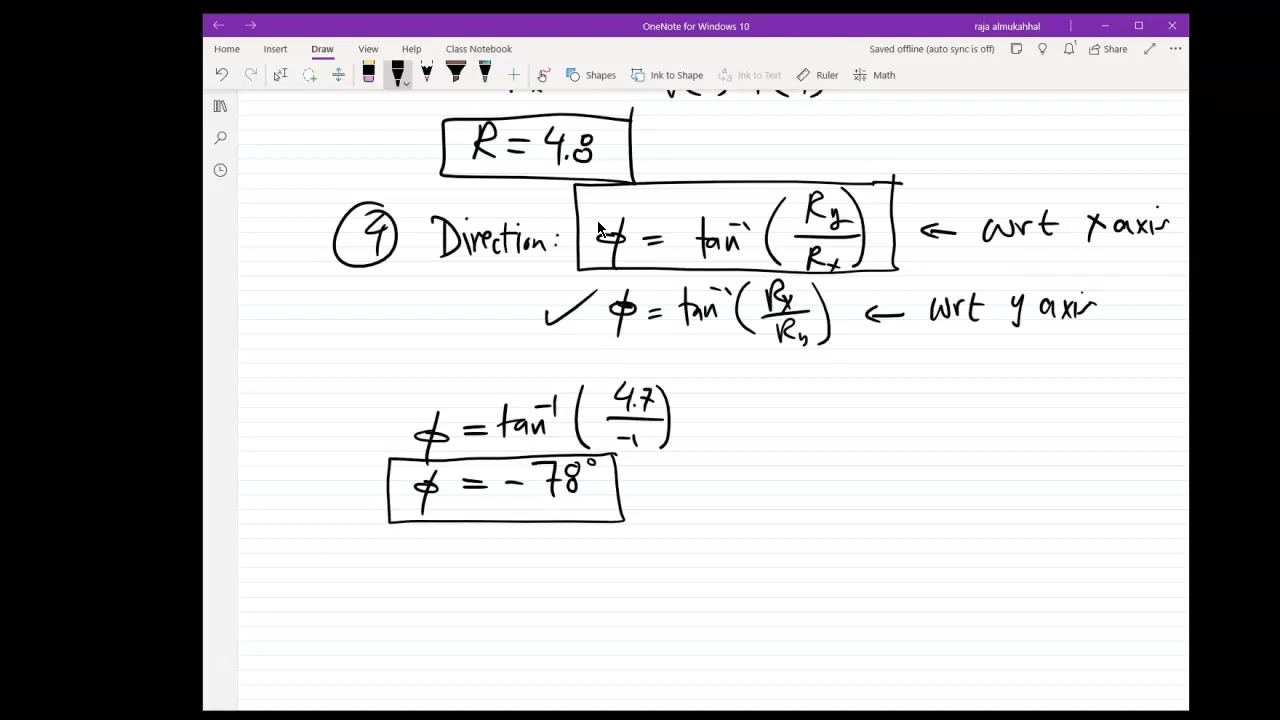 OneNote for Windows 10
raja almukahhal
Home Insert Draw View Help Class Notebook
Saved offline (auto sync is off)
Share
Shapes Ink to Shape Ink to Text Ruler Math
R = 4.8
4 Direction: ϕ = tan⁻¹ (Ry/Rx) ← wrt x axis
✓ ϕ = tan⁻¹ (Rx/Ry) ← wrt y axis
ϕ = tan⁻¹ (4.7/-1)
ϕ = - 78°